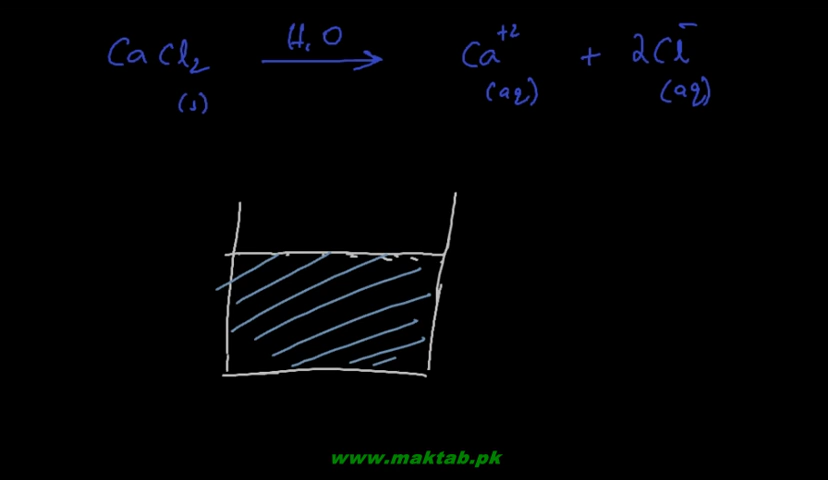 CaCl₂ H₂O → Ca⁺² + 2Cl⁻
(s) (aq) (aq)
www.maktab.pk